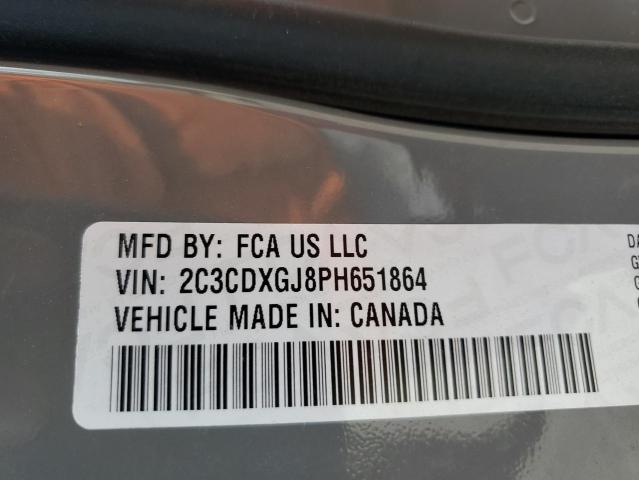 MFD BY: FCA US LLC
VIN: 2C3CDXGJ8PH651864
VEHICLE MADE IN: CANADA